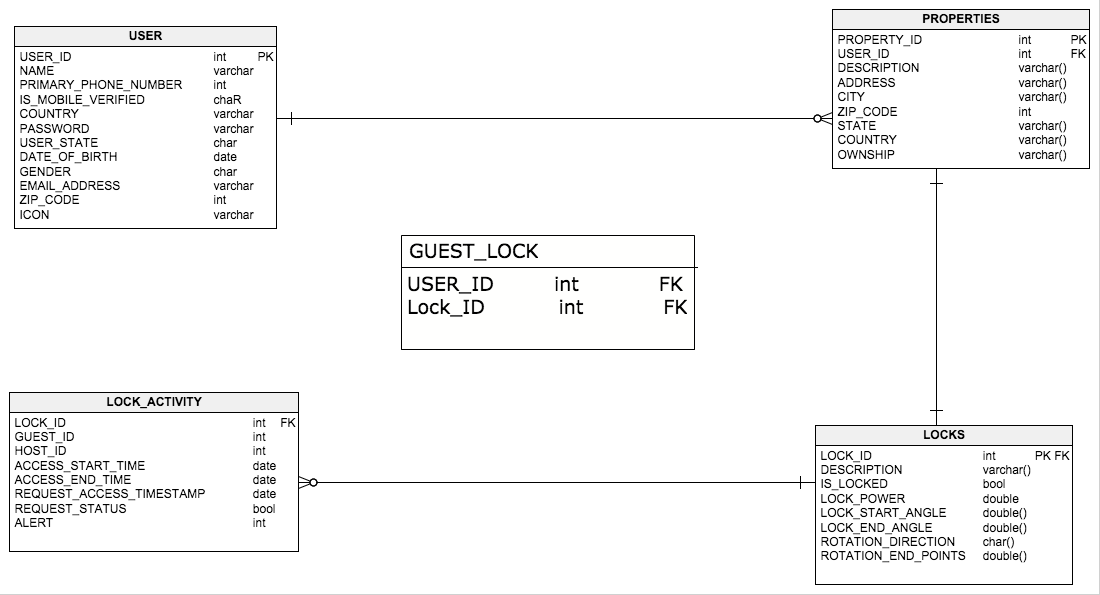 USER
USER_ID int PK
NAME varchar
PRIMARY_PHONE_NUMBER int
IS_MOBILE_VERIFIED chaR
COUNTRY varchar
PASSWORD varchar
USER_STATE char
DATE_OF_BIRTH date
GENDER char
EMAIL_ADDRESS varchar
ZIP_CODE int
ICON varchar
PROPERTIES
PROPERTY_ID int PK
USER_ID int FK
DESCRIPTION varchar()
ADDRESS varchar()
CITY varchar()
ZIP_CODE int
STATE varchar()
COUNTRY varchar()
OWNSHIP varchar()
GUEST_LOCK
USER_ID int FK
Lock_ID int FK
LOCK_ACTIVITY
LOCK_ID int FK
GUEST_ID int
HOST_ID int
ACCESS_START_TIME date
ACCESS_END_TIME date
REQUEST_ACCESS_TIMESTAMP date
REQUEST_STATUS bool
ALERT int
LOCKS
LOCK_ID int PK FK
DESCRIPTION varchar()
IS_LOCKED bool
LOCK_POWER double
LOCK_START_ANGLE double()
LOCK_END_ANGLE double()
ROTATION_DIRECTION char()
ROTATION_END_POINTS double()